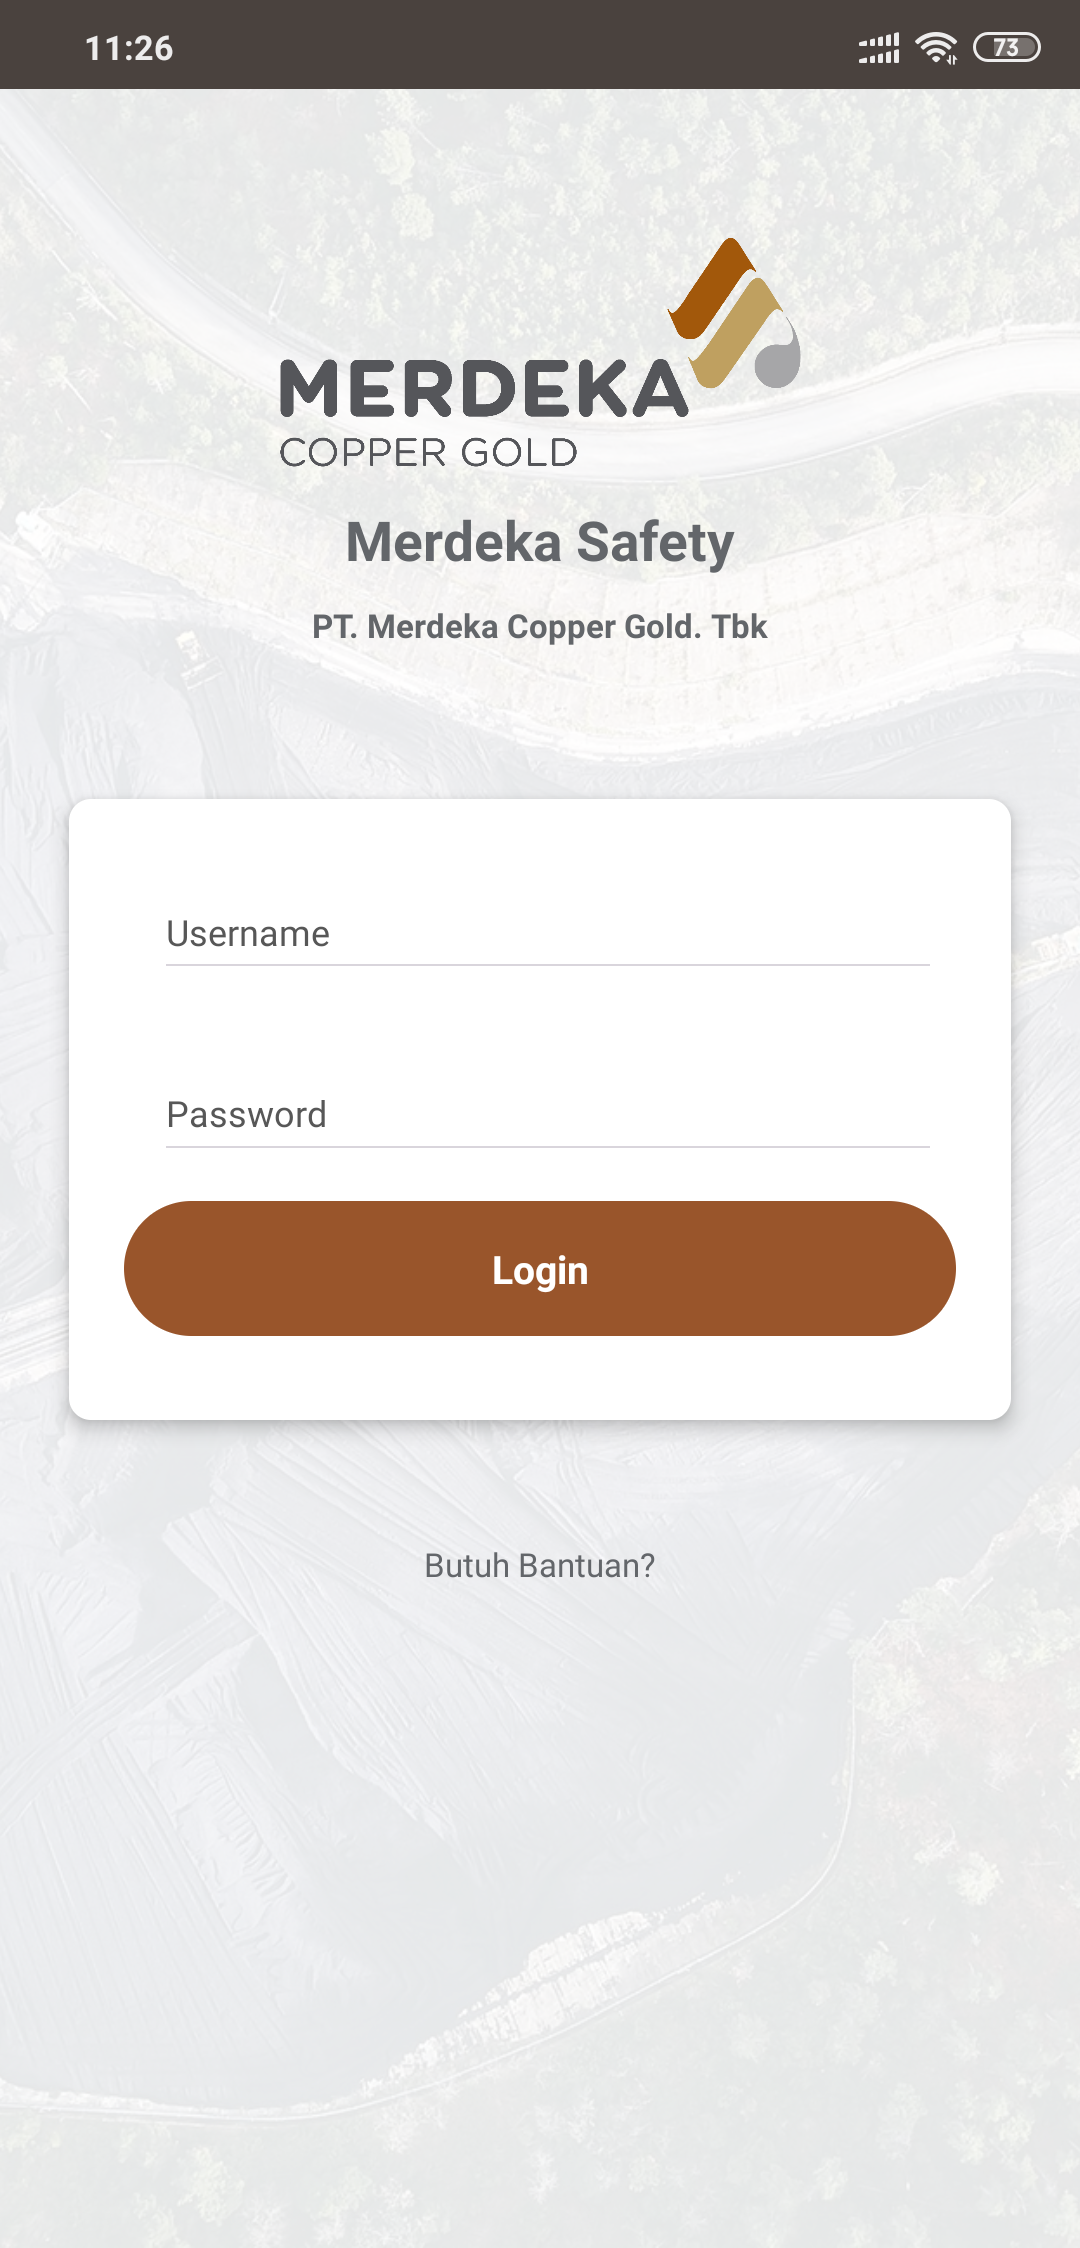 11:26
73
MERDEKA
COPPER GOLD
Merdeka Safety
PT. Merdeka Copper Gold. Tbk
Username
Password
Login
Butuh Bantuan?